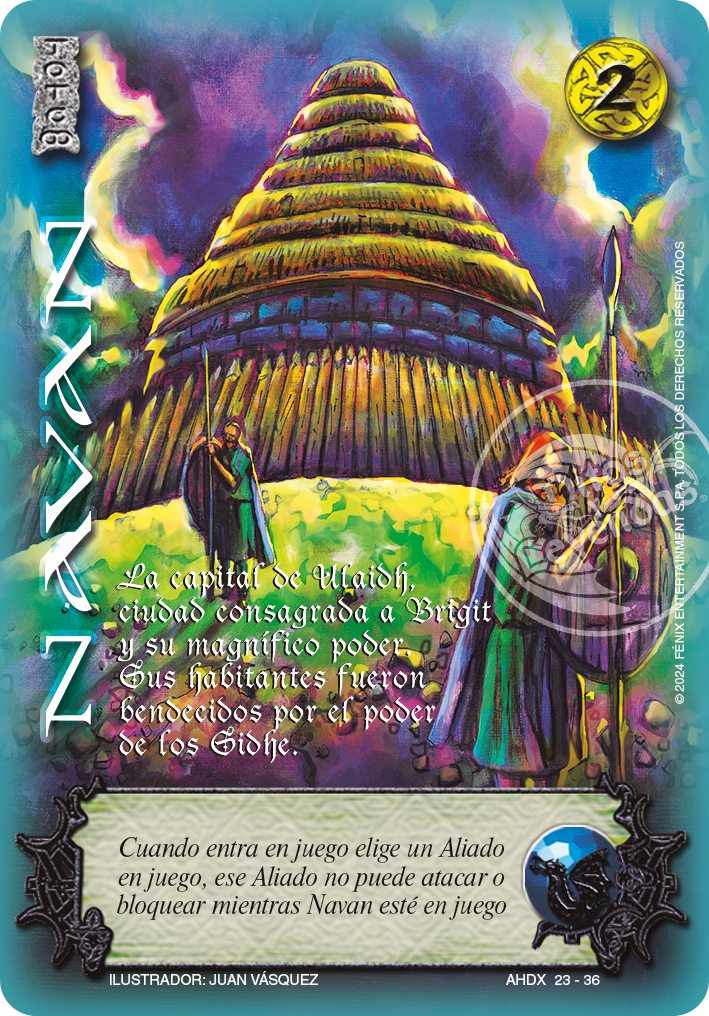 2
NAVAN
La capital de Ulaidh,
ciudad consagrada a Brigit
y su magnífico poder.
Sus habitantes fueron
bendecidos por el poder
de los Sidhe.
Cuando entra en juego elige un Aliado
en juego, ese Aliado no puede atacar o
bloquear mientras Navan esté en juego
ILUSTRADOR: JUAN VÁSQUEZ
AHDX 23 - 36
© 2024 FÉNIX ENTERTAINMENT S.P.A. TODOS LOS DERECHOS RESERVADOS